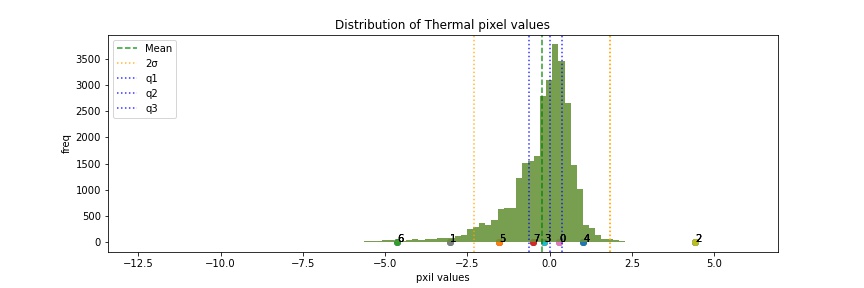 Distribution of Thermal pixel values
Mean
2σ
q1
q2
q3
freq
3500
3000
2500
2000
1500
1000
500
0
6 1 5 7 3 0 4 2
−12.5 −10.0 −7.5 −5.0 −2.5 0.0 2.5 5.0
pxil values